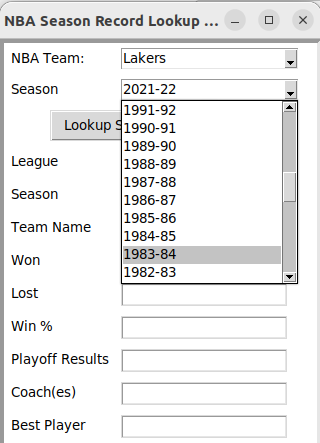 NBA Season Record Lookup ...
NBA Team: Lakers
Season 2021-22
1991-92
1990-91
Lookup S
1989-90
1988-89
League
1987-88
Season
1986-87
1985-86
Team Name
1984-85
Won
1983-84
1982-83
Lost
Win %
Playoff Results
Coach(es)
Best Player